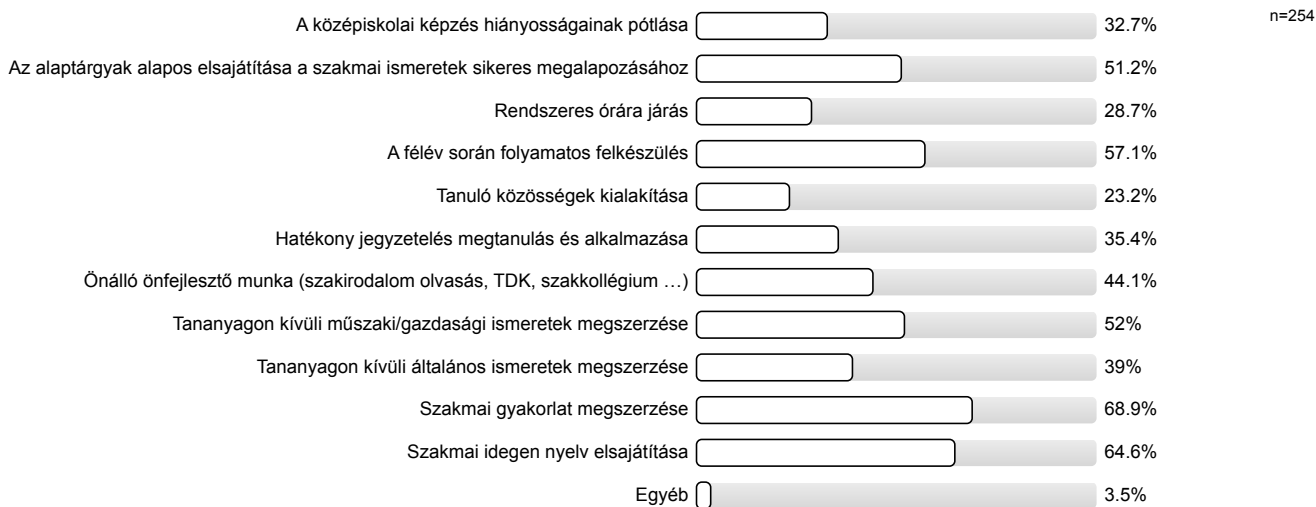 n=254
A középiskolai képzés hiányosságainak pótlása 32.7%
Az alaptárgyak alapos elsajátítása a szakmai ismeretek sikeres megalapozásához 51.2%
Rendszeres órára járás 28.7%
A félév során folyamatos felkészülés 57.1%
Tanuló közösségek kialakítása 23.2%
Hatékony jegyzetelés megtanulás és alkalmazása 35.4%
Önálló önfejlesztő munka (szakirodalom olvasás, TDK, szakkollégium …) 44.1%
Tananyagon kívüli műszaki/gazdasági ismeretek megszerzése 52%
Tananyagon kívüli általános ismeretek megszerzése 39%
Szakmai gyakorlat megszerzése 68.9%
Szakmai idegen nyelv elsajátítása 64.6%
Egyéb 3.5%